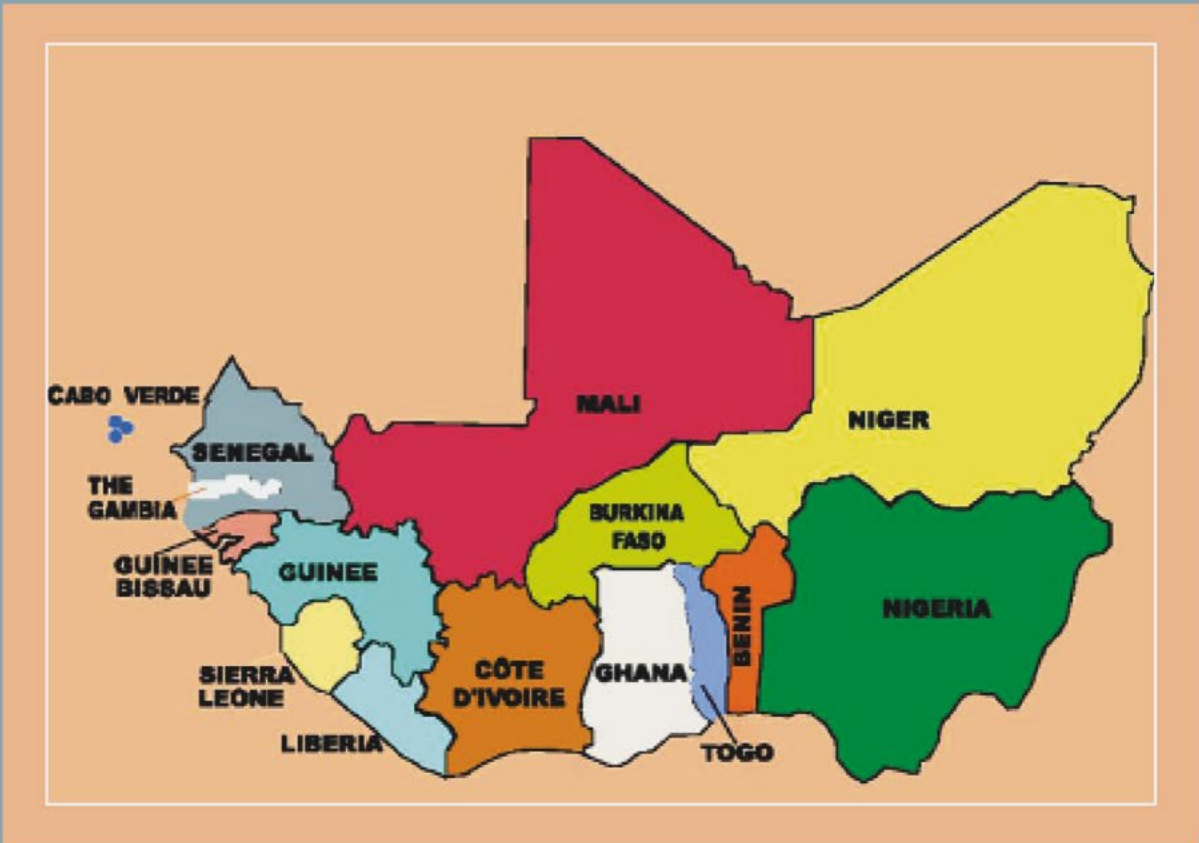 MALI
CABO VERDE
NIGER
SENEGAL
THE
GAMBIA
BURKINA
FASO
GUINEE
BISSAU
GUINEE
NIGERIA
BENIN
SIERRA
LEONE
CÔTE
D'IVOIRE
GHANA
LIBERIA
TOGO